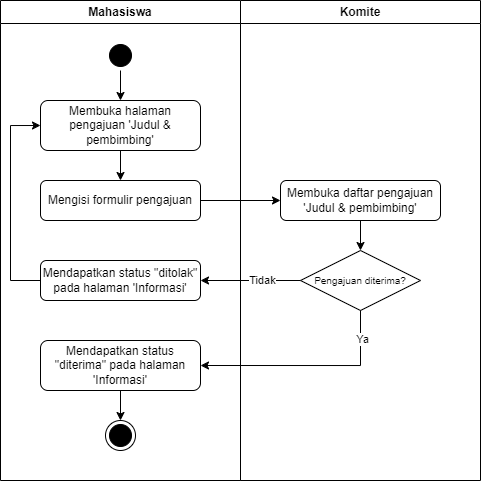 Mahasiswa
Komite
Membuka halaman
pengajuan 'Judul &
pembimbing'
Mengisi formulir pengajuan
Membuka daftar pengajuan
'Judul & pembimbing'
Mendapatkan status "ditolak"
pada halaman 'Informasi'
Tidak
Pengajuan diterima?
Ya
Mendapatkan status
"diterima" pada halaman
'Informasi'